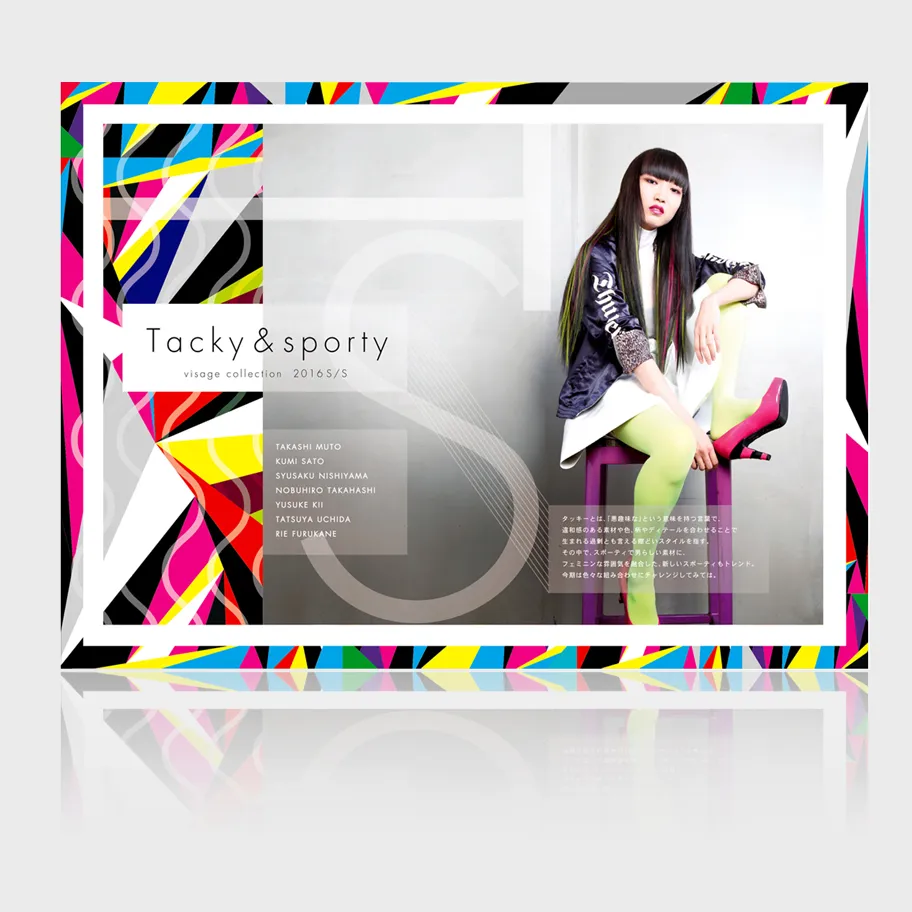 Tacky & sporty
visage collection 2016 S/S
TAKASHI MUTO
KUMI SATO
SYUSAKU NISHIYAMA
NOBUHIRO TAKAHASHI
YUSUKE KII
TATSUYA UCHIDA
RIE FURUKANE
タッキーとは、「悪趣味な」という意味を持つ言葉で、
違和感のある素材や色、柄やディテールを合わせることで
生まれる過剰とも言える際どいスタイルを指す。
その中で、スポーティで男らしい素材に、
フェミニンな雰囲気を融合した、新しいスポーティもトレンド。
今期は色々な組み合わせにチャレンジしてみては。